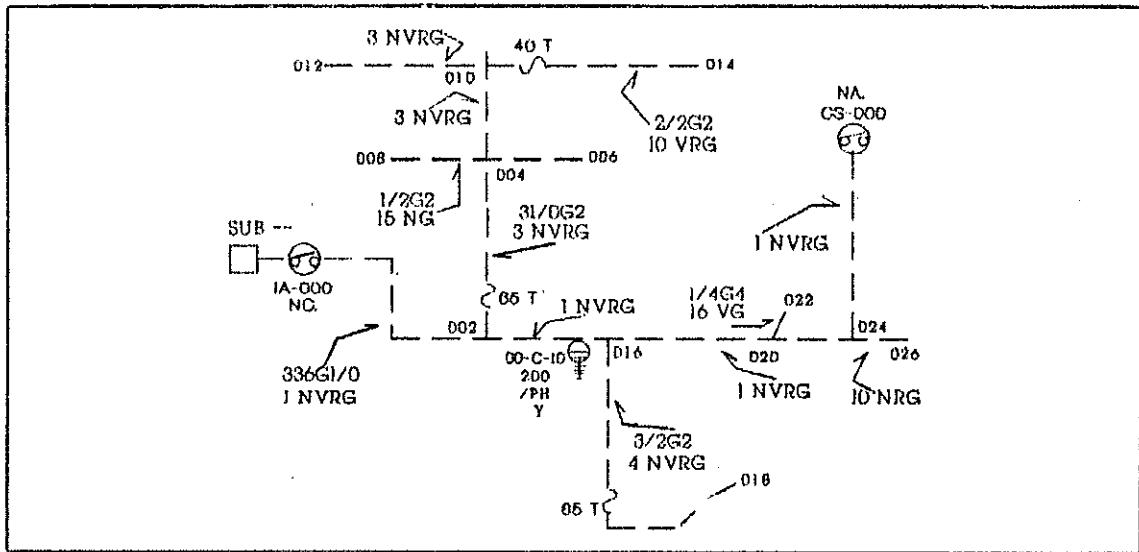 3 NVRG
40 T
012
010
014
3 NVRG
2/2G2
10 VRG
NA.
CS-000
008
006
004
1/2G2
15 NG
31/0G2
3 NVRG
SUB --
1A-000
NC.
1 NVRG
65 T
1 NVRG
1/4G4
16 VG
022
002
016
020
024
026
00-C-10
200
/PH
Y
336G1/0
1 NVRG
1 NVRG
10 NRG
3/2G2
4 NVRG
65 T
018